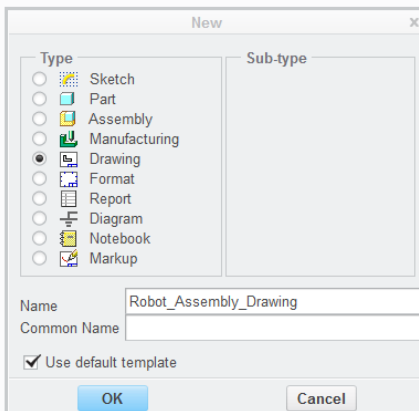 New x
Type Sub-type
Sketch
Part
Assembly
Manufacturing
Drawing
Format
Report
Diagram
Notebook
Markup
Name Robot_Assembly_Drawing
Common Name
Use default template
OK Cancel